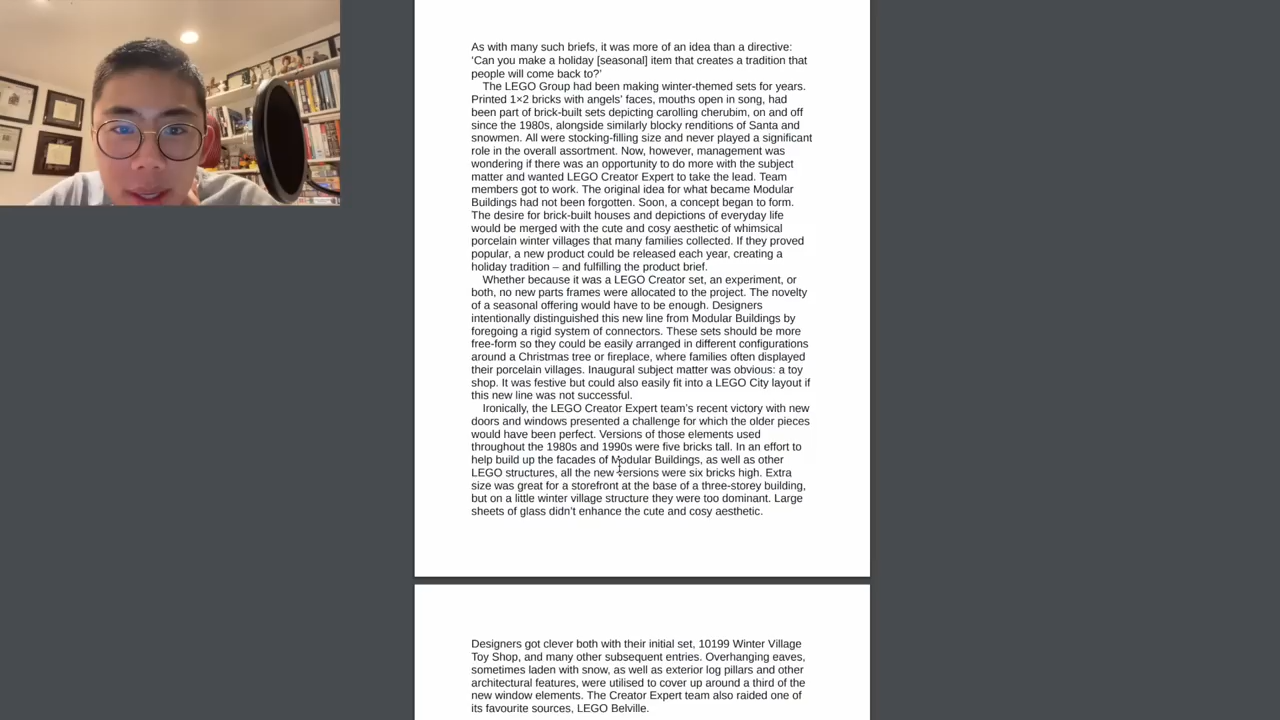 As with many such briefs, it was more of an idea than a directive:
‘Can you make a holiday [seasonal] item that creates a tradition that
people will come back to?’
The LEGO Group had been making winter-themed sets for years.
Printed 1×2 bricks with angels’ faces, mouths open in song, had
been part of brick-built sets depicting carolling cherubim, on and off
since the 1980s, alongside similarly blocky renditions of Santa and
snowmen. All were stocking-filling size and never played a significant
role in the overall assortment. Now, however, management was
wondering if there was an opportunity to do more with the subject
matter and wanted LEGO Creator Expert to take the lead. Team
members got to work. The original idea for what became Modular
Buildings had not been forgotten. Soon, a concept began to form.
The desire for brick-built houses and depictions of everyday life
would be merged with the cute and cosy aesthetic of whimsical
porcelain winter villages that many families collected. If they proved
popular, a new product could be released each year, creating a
holiday tradition – and fulfilling the product brief.
Whether because it was a LEGO Creator set, an experiment, or
both, no new parts frames were allocated to the project. The novelty
of a seasonal offering would have to be enough. Designers
intentionally distinguished this new line from Modular Buildings by
foregoing a rigid system of connectors. These sets should be more
free-form so they could be easily arranged in different configurations
around a Christmas tree or fireplace, where families often displayed
their porcelain villages. Inaugural subject matter was obvious: a toy
shop. It was festive but could also easily fit into a LEGO City layout if
this new line was not successful.
Ironically, the LEGO Creator Expert team’s recent victory with new
doors and windows presented a challenge for which the older pieces
would have been perfect. Versions of those elements used
throughout the 1980s and 1990s were five bricks tall. In an effort to
help build up the facades of Modular Buildings, as well as other
LEGO structures, all the new versions were six bricks high. Extra
size was great for a storefront at the base of a three-storey building,
but on a little winter village structure they were too dominant. Large
sheets of glass didn’t enhance the cute and cosy aesthetic.
Designers got clever both with their initial set, 10199 Winter Village
Toy Shop, and many other subsequent entries. Overhanging eaves,
sometimes laden with snow, as well as exterior log pillars and other
architectural features, were utilised to cover up around a third of the
new window elements. The Creator Expert team also raided one of
its favourite sources, LEGO Belville.